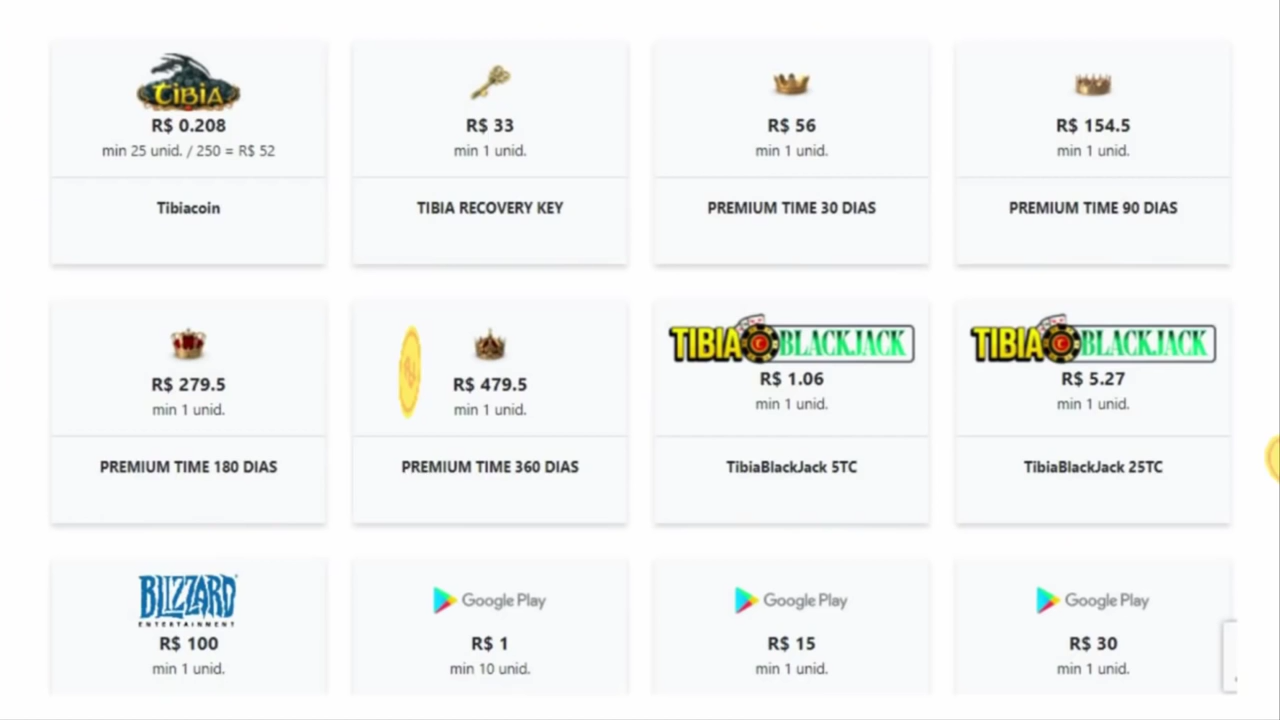 TIBIA
R$ 0.208
min 25 unid. / 250 = R$ 52
Tibiacoin
R$ 33
min 1 unid.
TIBIA RECOVERY KEY
R$ 56
min 1 unid.
PREMIUM TIME 30 DIAS
R$ 154.5
min 1 unid.
PREMIUM TIME 90 DIAS
R$ 279.5
min 1 unid.
PREMIUM TIME 180 DIAS
R$ 479.5
min 1 unid.
PREMIUM TIME 360 DIAS
TIBIA BLACKJACK
R$ 1.06
min 1 unid.
TibiaBlackJack 5TC
TIBIA BLACKJACK
R$ 5.27
min 1 unid.
TibiaBlackJack 25TC
BLIZZARD
ENTERTAINMENT
R$ 100
min 1 unid.
Google Play
R$ 1
min 10 unid.
Google Play
R$ 15
min 1 unid.
Google Play
R$ 30
min 1 unid.